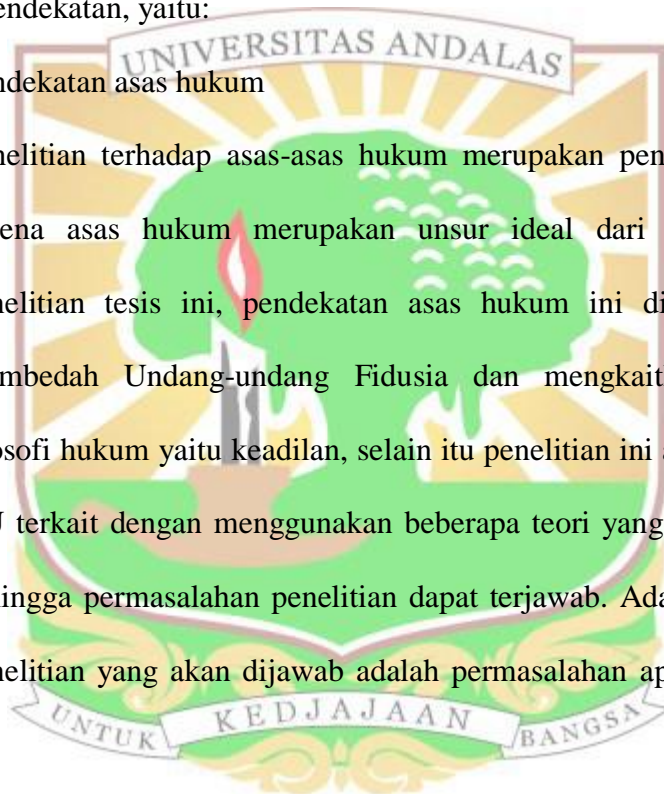 endekatan, yaitu:
UNIVERSITAS ANDALAS
ndekatan asas hukum
nelitian terhadap asas-asas hukum merupakan pen
ena asas hukum merupakan unsur ideal dari
nelitian tesis ini, pendekatan asas hukum ini di
mbedah Undang-undang Fidusia dan mengkait
osofi hukum yaitu keadilan, selain itu penelitian ini a
J terkait dengan menggunakan beberapa teori yang
ingga permasalahan penelitian dapat terjawab. Ada
nelitian yang akan dijawab adalah permasalahan ap
UNTUK KEDJAJAAN BANGSA